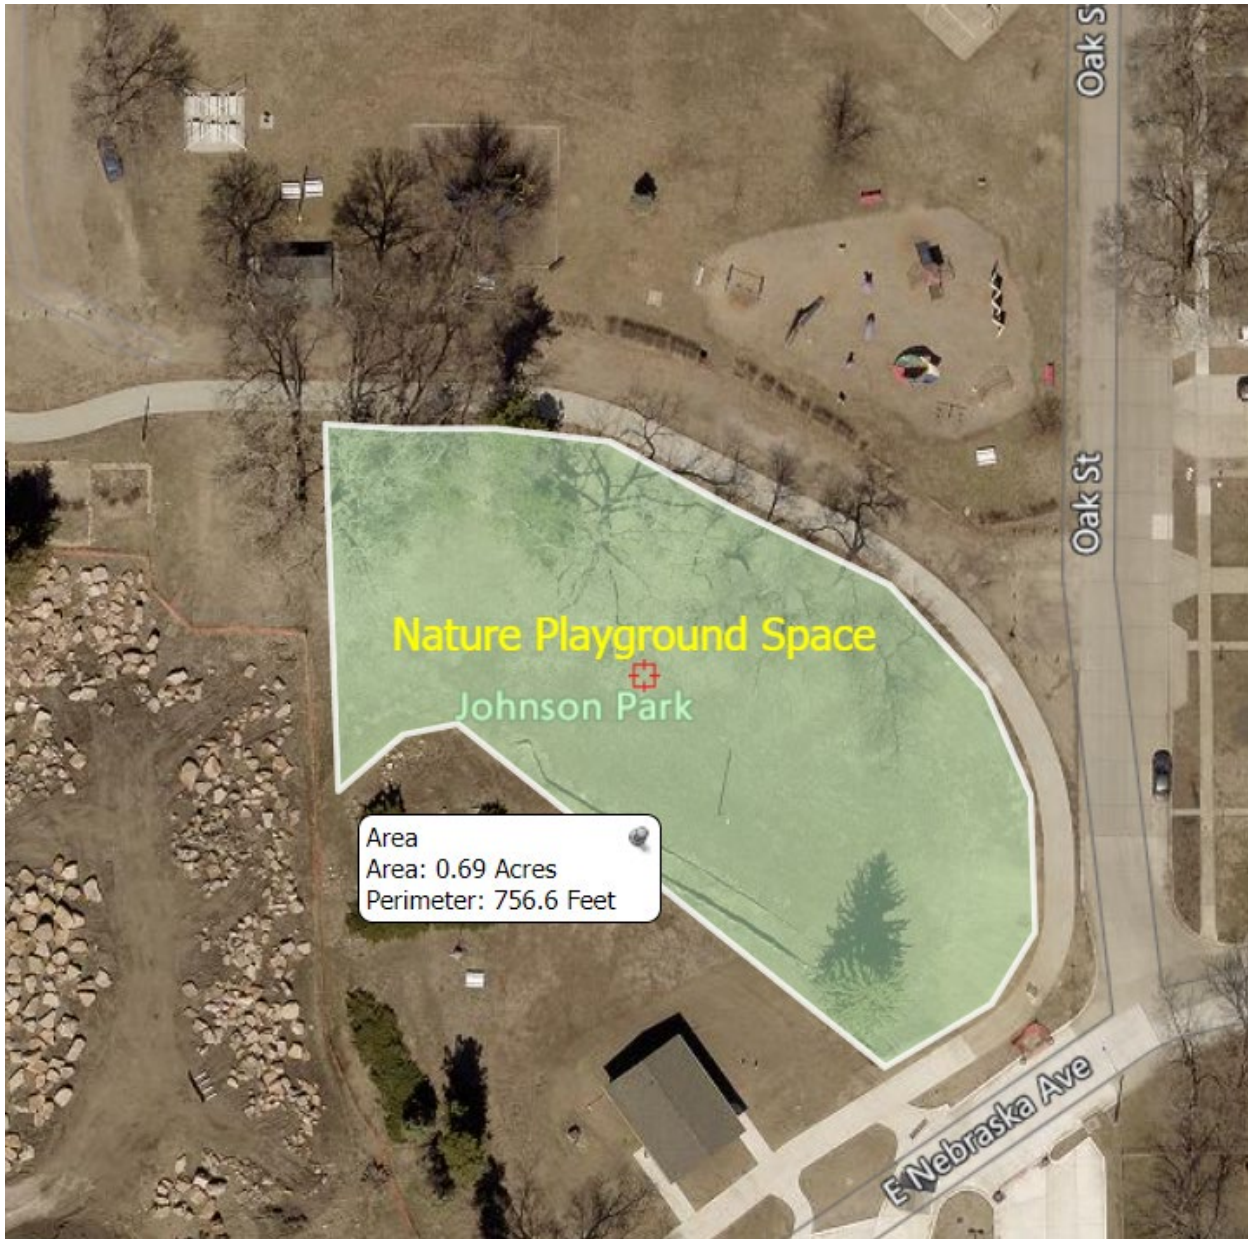 Oak S
Oak St
Nature Playground Space
Johnson Park
Area
Area: 0.69 Acres
Perimeter: 756.6 Feet
E Nebraska Ave